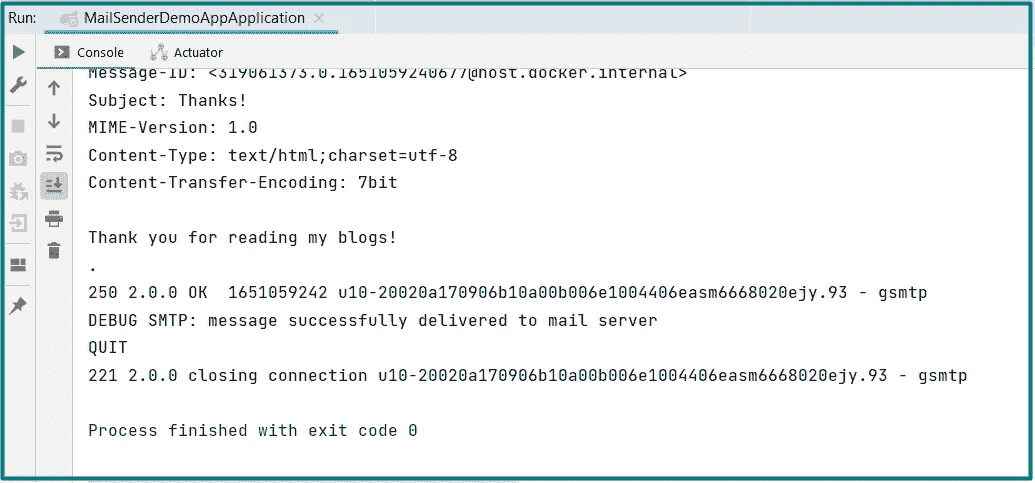 Run: MailSenderDemoAppApplication
Console Actuator
Message-ID: <319061373.0.1651059240677@host.docker.internal>
Subject: Thanks!
MIME-Version: 1.0
Content-Type: text/html;charset=utf-8
Content-Transfer-Encoding: 7bit
Thank you for reading my blogs!
.
250 2.0.0 OK  1651059242 u10-20020a170906b10a00b006e1004406easm6668020ejy.93 - gsmtp
DEBUG SMTP: message successfully delivered to mail server
QUIT
221 2.0.0 closing connection u10-20020a170906b10a00b006e1004406easm6668020ejy.93 - gsmtp
Process finished with exit code 0